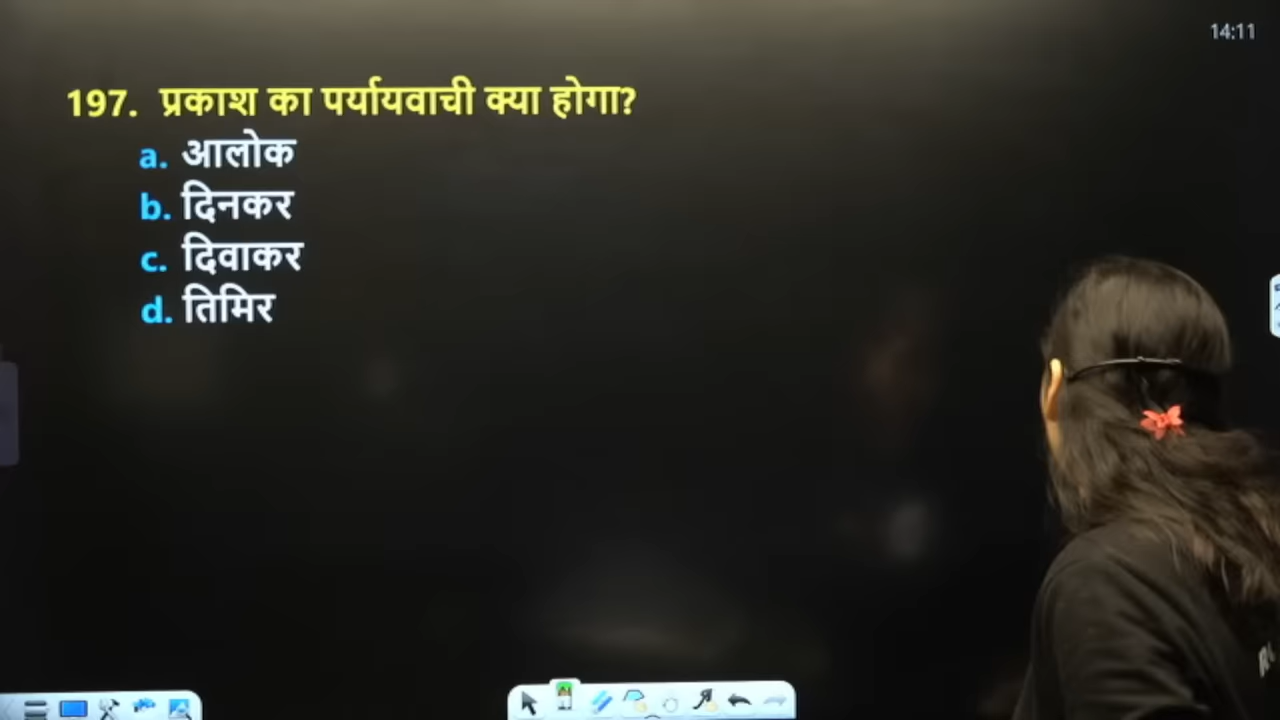 14:11
197. प्रकाश का पर्यायवाची क्या होगा?
a. आलोक
b. दिनकर
c. दिवाकर
d. तिमिर